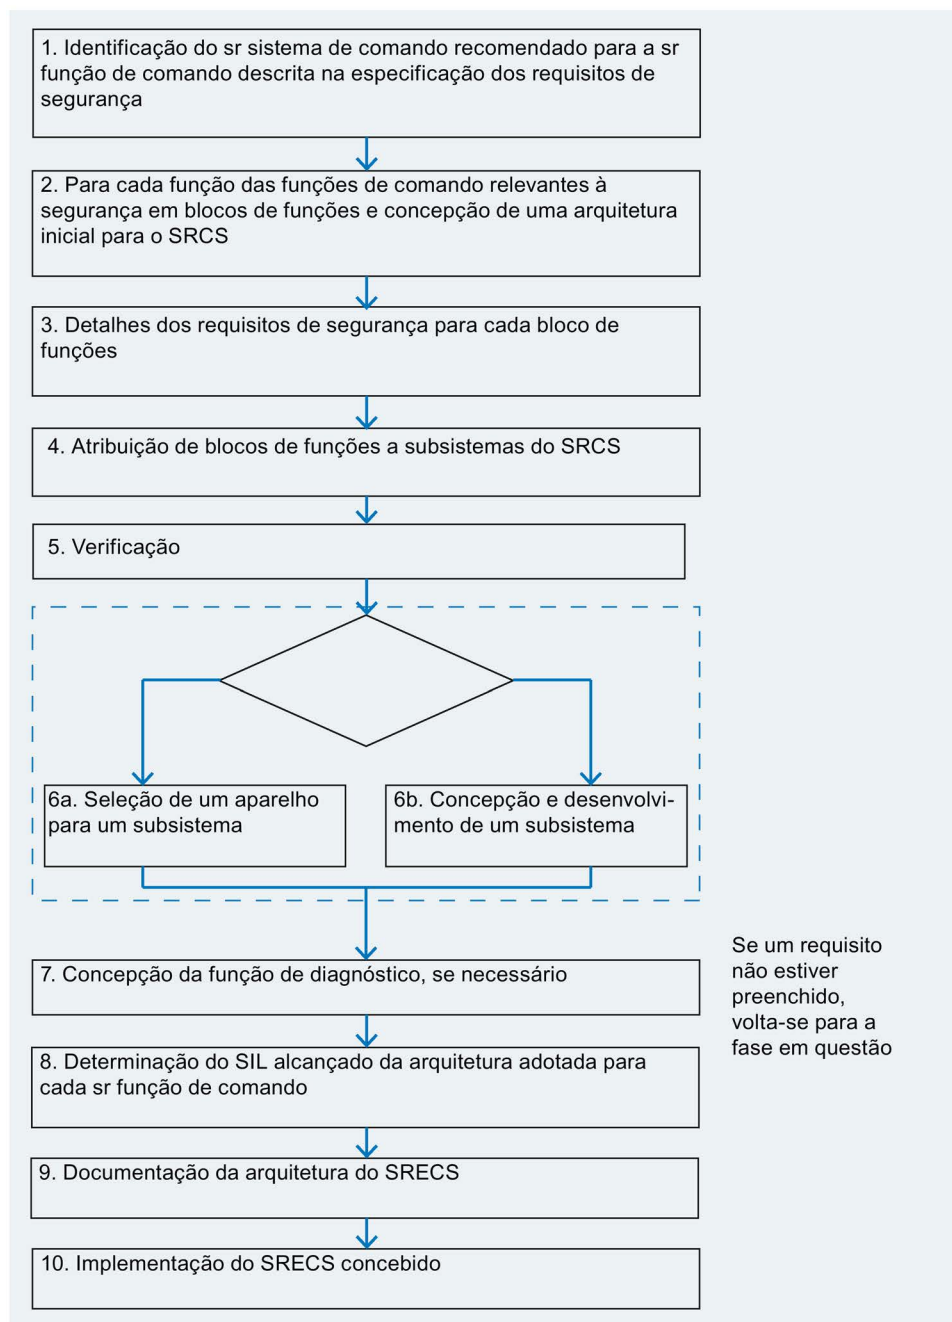 1. Identificação do sr sistema de comando recomendado para a sr
função de comando descrita na especificação dos requisitos de
segurança
2. Para cada função das funções de comando relevantes à
segurança em blocos de funções e concepção de uma arquitetura
inicial para o SRCS
3. Detalhes dos requisitos de segurança para cada bloco de
funções
4. Atribuição de blocos de funções a subsistemas do SRCS
5. Verificação
6a. Seleção de um aparelho
para um subsistema
6b. Concepção e desenvolvi-
mento de um subsistema
Se um requisito
não estiver
preenchido,
volta-se para a
fase em questão
7. Concepção da função de diagnóstico, se necessário
8. Determinação do SIL alcançado da arquitetura adotada para
cada sr função de comando
9. Documentação da arquitetura do SRECS
10. Implementação do SRECS concebido